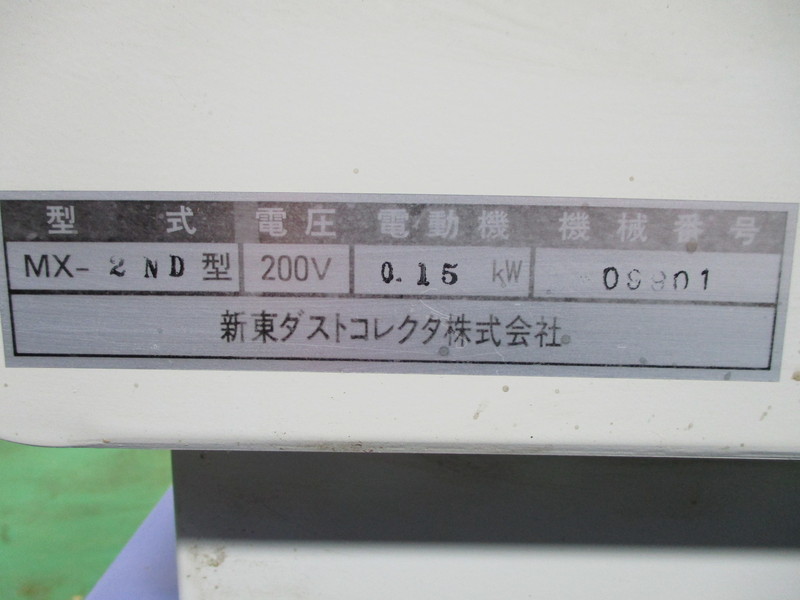 型 式 電圧 電動機 機械番号
MX-2ND型 200V 0.15 kW 09901
新東ダストコレクタ株式会社